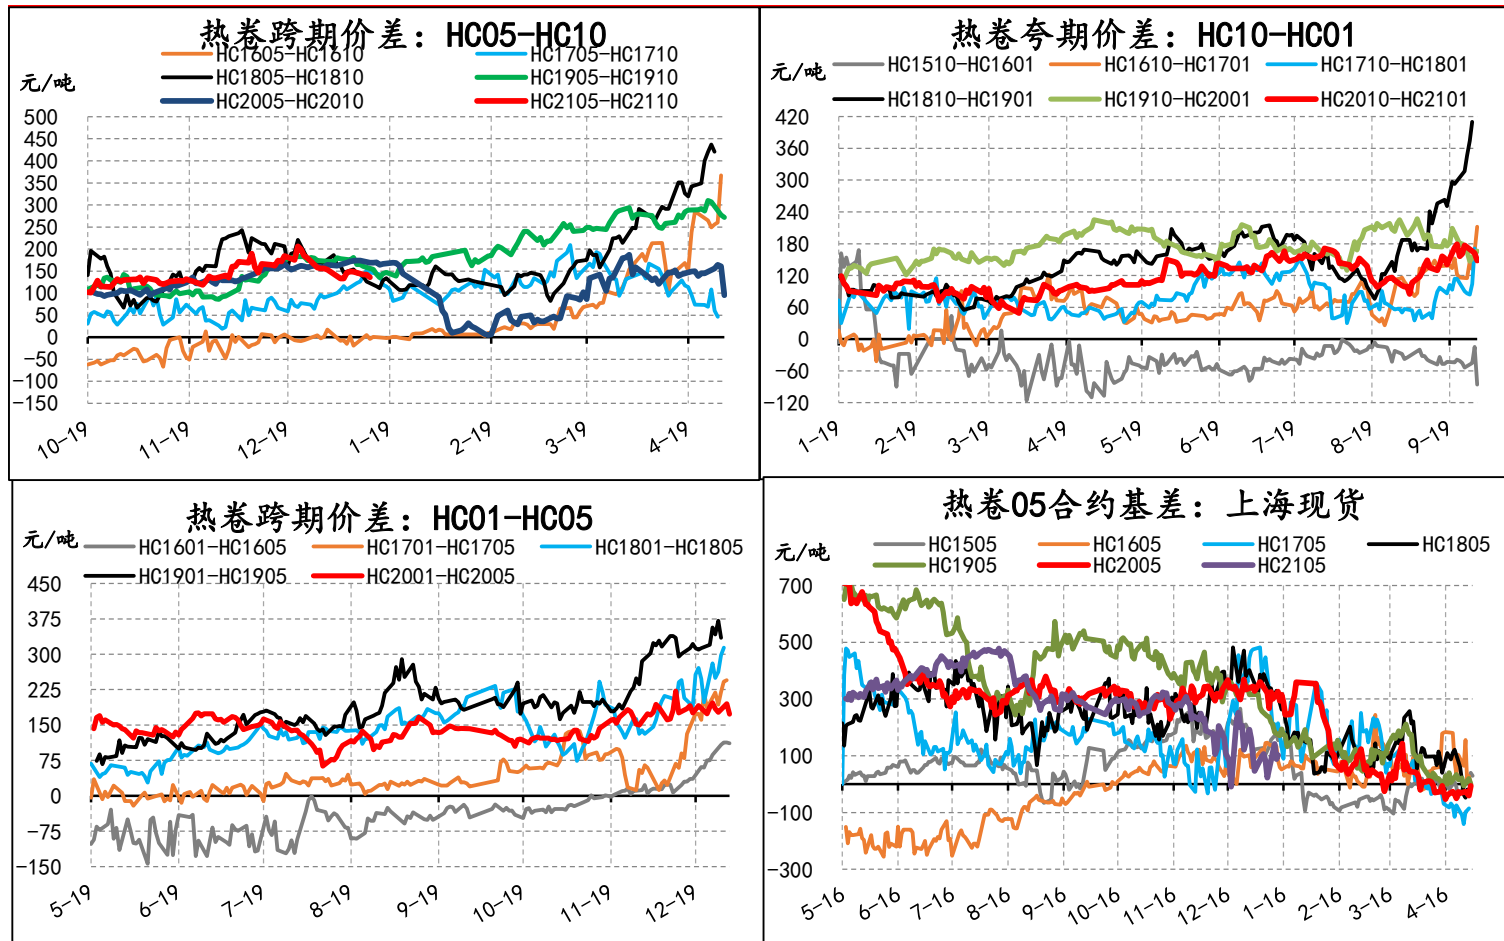 热卷跨期价差：HC05-HC10
HC1605-HC1610 HC1705-HC1710
HC1805-HC1810 HC1905-HC1910
HC2005-HC2010 HC2105-HC2110
元/吨
500
450
400
350
300
250
200
150
100
50
0
-50
-100
-150
10-19 11-19 12-19 1-19 2-19 3-19 4-19
热卷夸期价差：HC10-HC01
HC1510-HC1601 HC1610-HC1701 HC1710-HC1801
HC1810-HC1901 HC1910-HC2001 HC2010-HC2101
元/吨
420
360
300
240
180
120
60
0
-60
-120
1-19 2-19 3-19 4-19 5-19 6-19 7-19 8-19 9-19
热卷跨期价差：HC01-HC05
元/吨
HC1601-HC1605 HC1701-HC1705 HC1801-HC1805
HC1901-HC1905 HC2001-HC2005
450
375
300
225
150
75
0
-75
-150
5-19 6-19 7-19 8-19 9-19 10-19 11-19 12-19
热卷05合约基差：上海现货
元/吨
HC1505 HC1605 HC1705 HC1805
HC1905 HC2005 HC2105
700
500
300
100
-100
-300
5-16 6-16 7-16 8-16 9-16 10-16 11-16 12-16 1-16 2-16 3-16 4-16